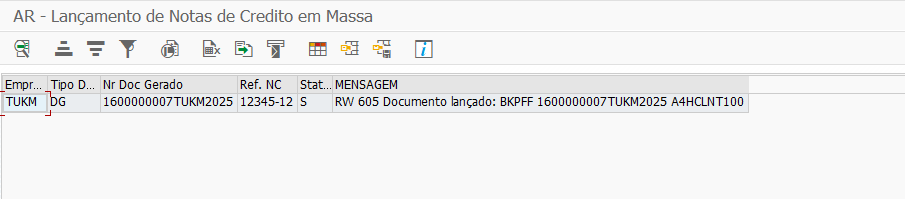 AR - Lançamento de Notas de Credito em Massa
Empr... Tipo D... Nr Doc Gerado Ref. NC Stat... MENSAGEM
TUKM DG 1600000007TUKM2025 12345-12 S RW 605 Documento lançado: BKPFF 1600000007TUKM2025 A4HCLNT100